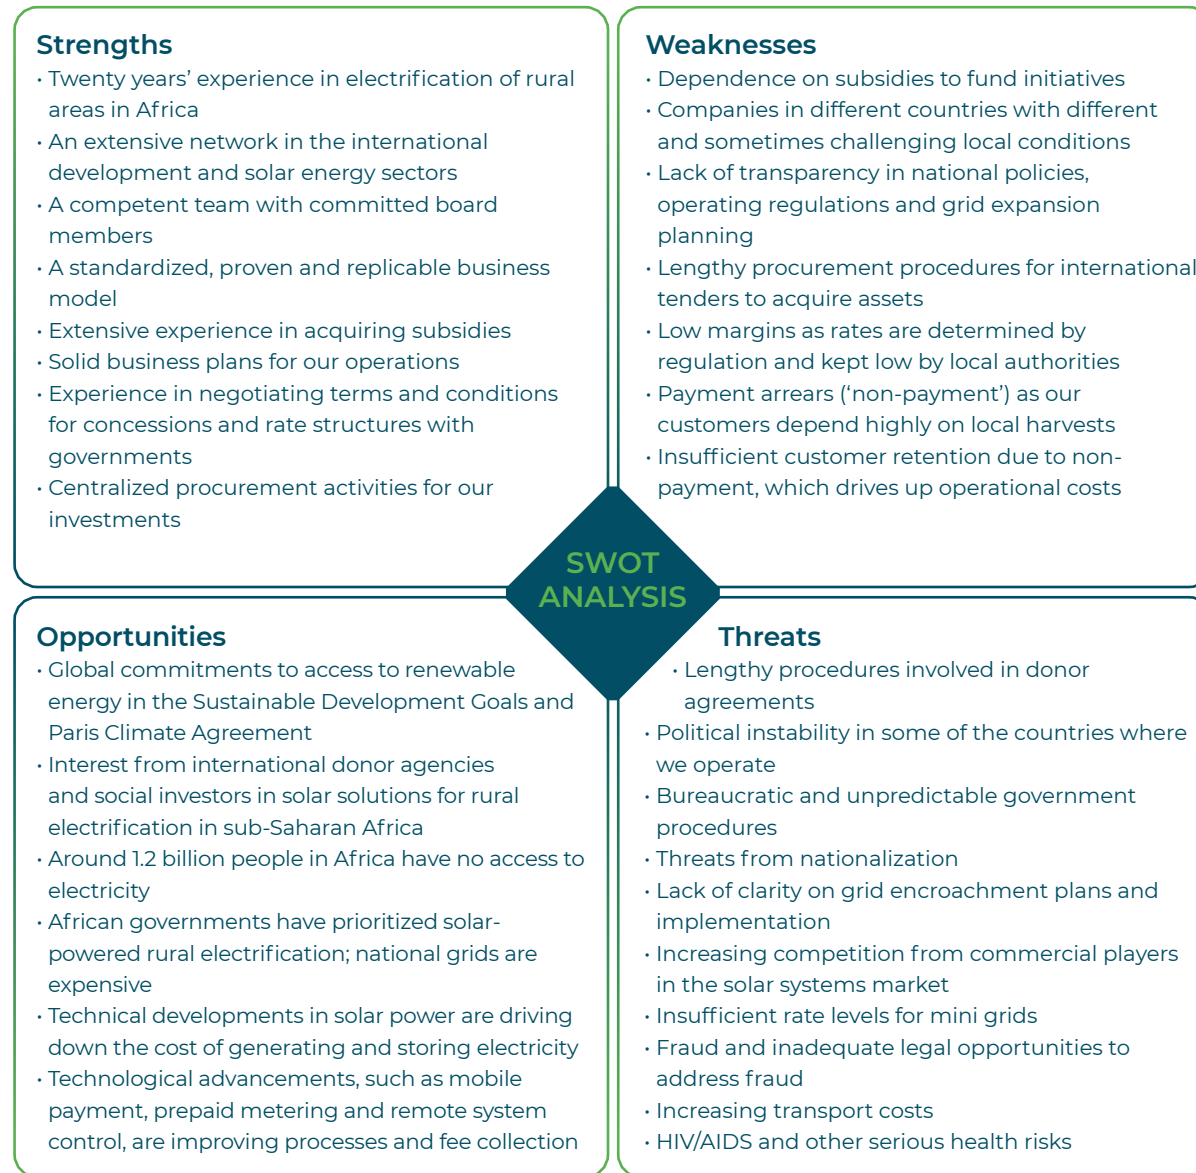 Strengths
· Twenty years’ experience in electrification of rural
areas in Africa
· An extensive network in the international
development and solar energy sectors
· A competent team with committed board
members
· A standardized, proven and replicable business
model
· Extensive experience in acquiring subsidies
· Solid business plans for our operations
· Experience in negotiating terms and conditions
for concessions and rate structures with
governments
· Centralized procurement activities for our
investments
Weaknesses
· Dependence on subsidies to fund initiatives
· Companies in different countries with different
and sometimes challenging local conditions
· Lack of transparency in national policies,
operating regulations and grid expansion
planning
· Lengthy procurement procedures for international
tenders to acquire assets
· Low margins as rates are determined by
regulation and kept low by local authorities
· Payment arrears (‘non-payment’) as our
customers depend highly on local harvests
· Insufficient customer retention due to non-
payment, which drives up operational costs
SWOT
ANALYSIS
Opportunities
· Global commitments to access to renewable
energy in the Sustainable Development Goals and
Paris Climate Agreement
· Interest from international donor agencies
and social investors in solar solutions for rural
electrification in sub-Saharan Africa
· Around 1.2 billion people in Africa have no access to
electricity
· African governments have prioritized solar-
powered rural electrification; national grids are
expensive
· Technical developments in solar power are driving
down the cost of generating and storing electricity
· Technological advancements, such as mobile
payment, prepaid metering and remote system
control, are improving processes and fee collection
Threats
· Lengthy procedures involved in donor
agreements
· Political instability in some of the countries where
we operate
· Bureaucratic and unpredictable government
procedures
· Threats from nationalization
· Lack of clarity on grid encroachment plans and
implementation
· Increasing competition from commercial players
in the solar systems market
· Insufficient rate levels for mini grids
· Fraud and inadequate legal opportunities to
address fraud
· Increasing transport costs
· HIV/AIDS and other serious health risks